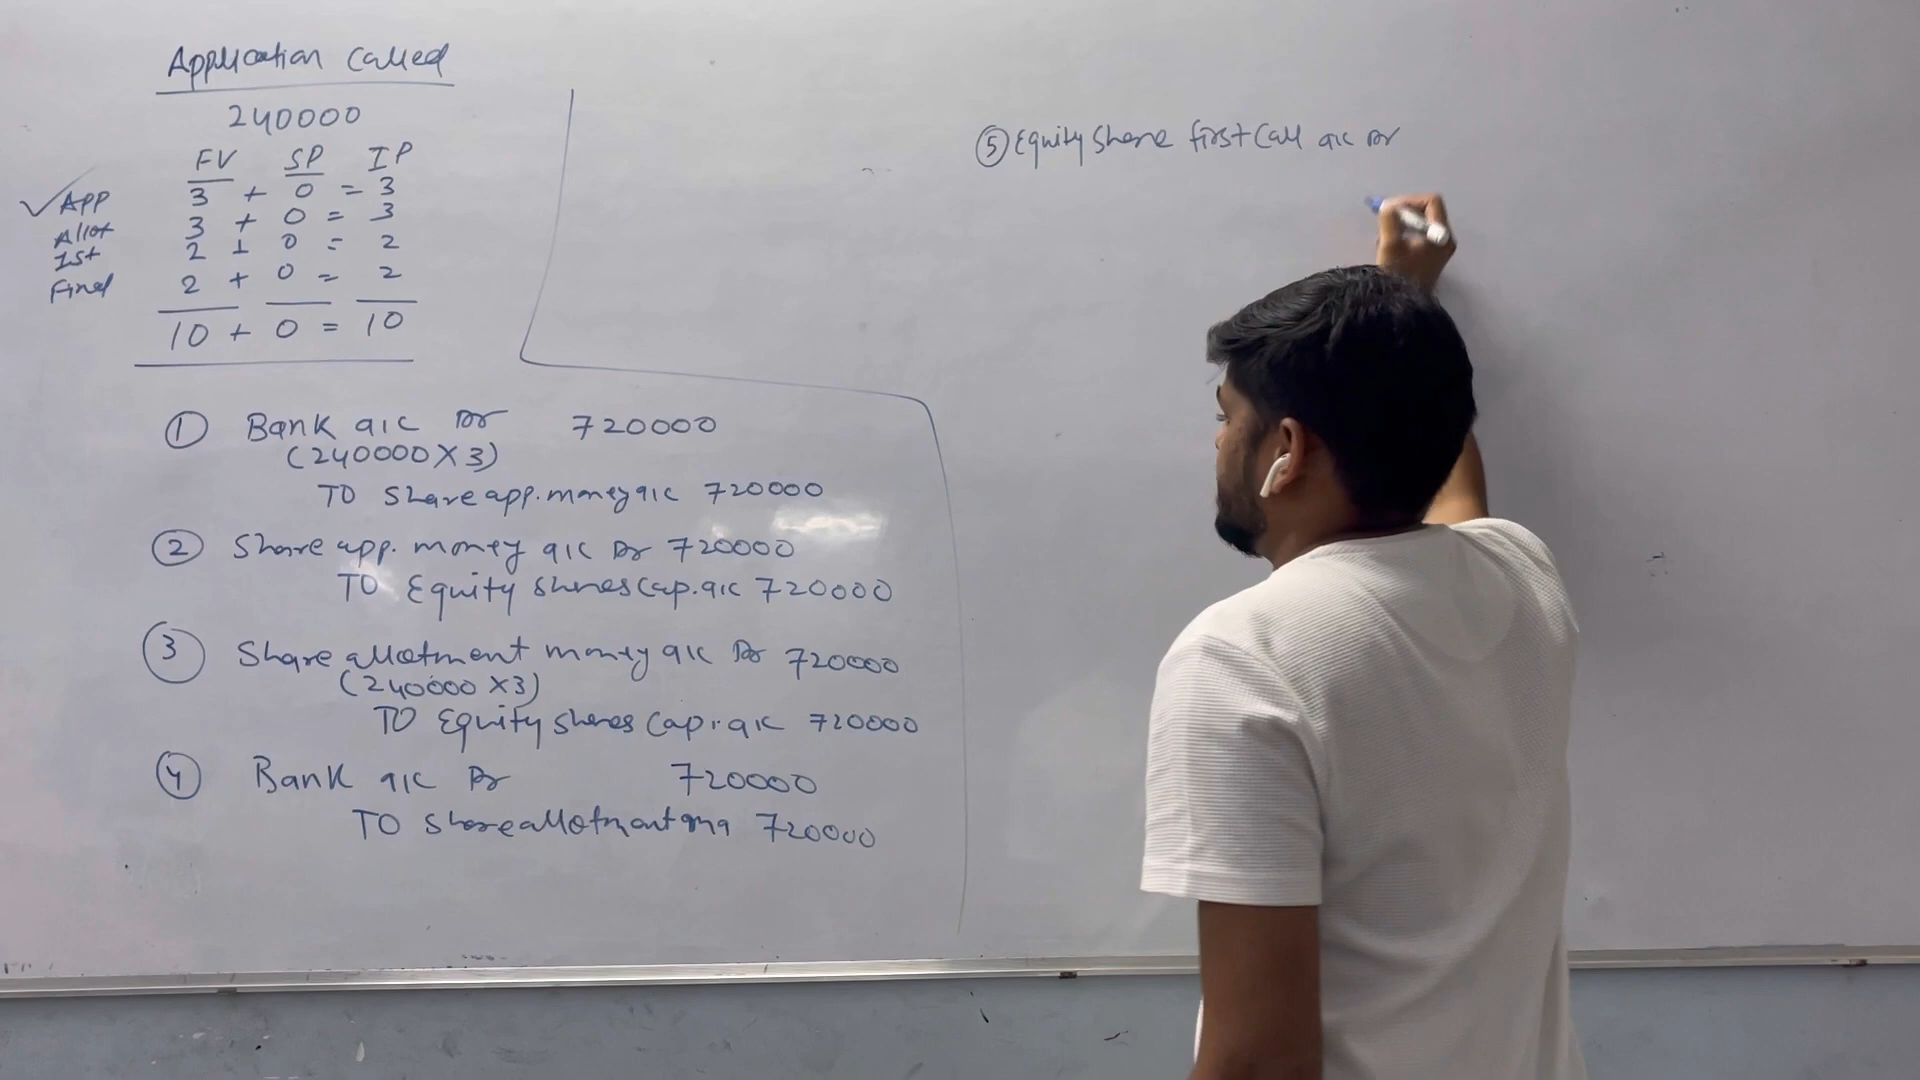 Application Called
240000
FV SP IP
APP 3 + 0 = 3
Allot 3 + 0 = 3
Ist 2 + 0 = 2
Final 2 + 0 = 2
10 + 0 = 10
① Bank a/c Dr 720000
(240000 X 3)
TO Share app. money a/c 720000
② Share app. money a/c Dr 720000
TO Equity shares cap. a/c 720000
③ Share allotment money a/c Dr 720000
(240000 X 3)
TO Equity shares Cap. a/c 720000
④ Bank a/c Dr 720000
TO Share allotment 720000
⑤ Equity Share first Call a/c Dr